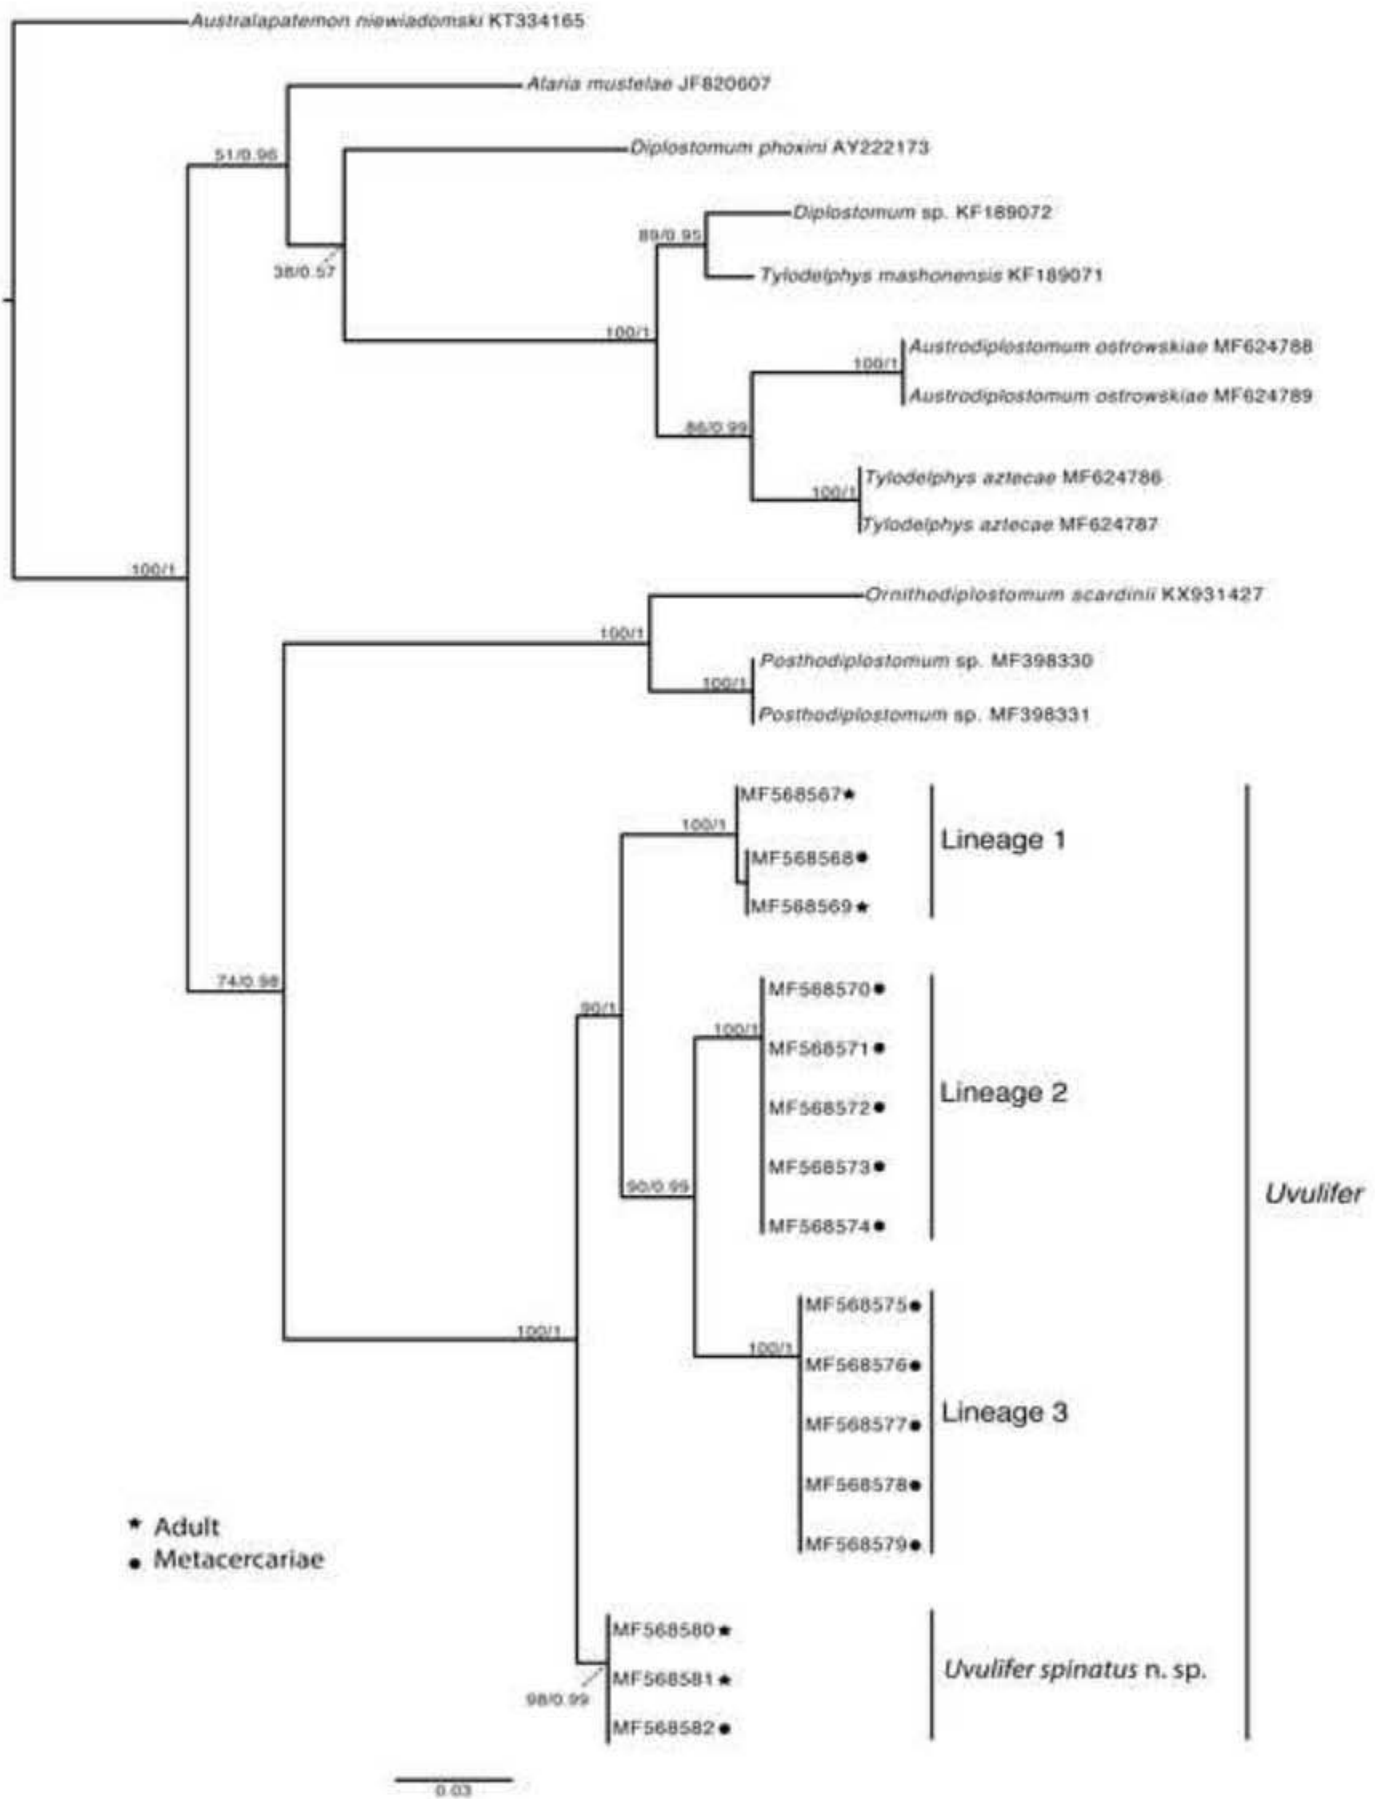 Australapatemon niewiadomski KT334165
Alaria mustelae JF820607
51/0.96
Diplostomum phoxini AY222173
Diplostomum sp. KF189072
89/0.95
38/0.57
Tylodelphys mashonensis KF189071
100/1
Austrodiplostomum ostrowskiae MF624788
100/1
Austrodiplostomum ostrowskiae MF624789
86/0.99
Tylodelphys aztecae MF624786
100/1
Tylodelphys aztecae MF624787
100/1
Ornithodiplostomum scardinii KX931427
100/1
Posthodiplostomum sp. MF398330
100/1
Posthodiplostomum sp. MF398331
MF568567★
100/1
Lineage 1
MF568568●
MF568569★
74/0.98
MF568570●
90/1
100/1
MF568571●
Lineage 2
MF568572●
MF568573●
90/0.99
Uvulifer
MF568574●
MF568575●
100/1
100/1
MF568576●
Lineage 3
MF568577●
MF568578●
★ Adult
MF568579●
● Metacercariae
MF568580★
Uvulifer spinatus n. sp.
MF568581★
98/0.99
MF568582●
0.03